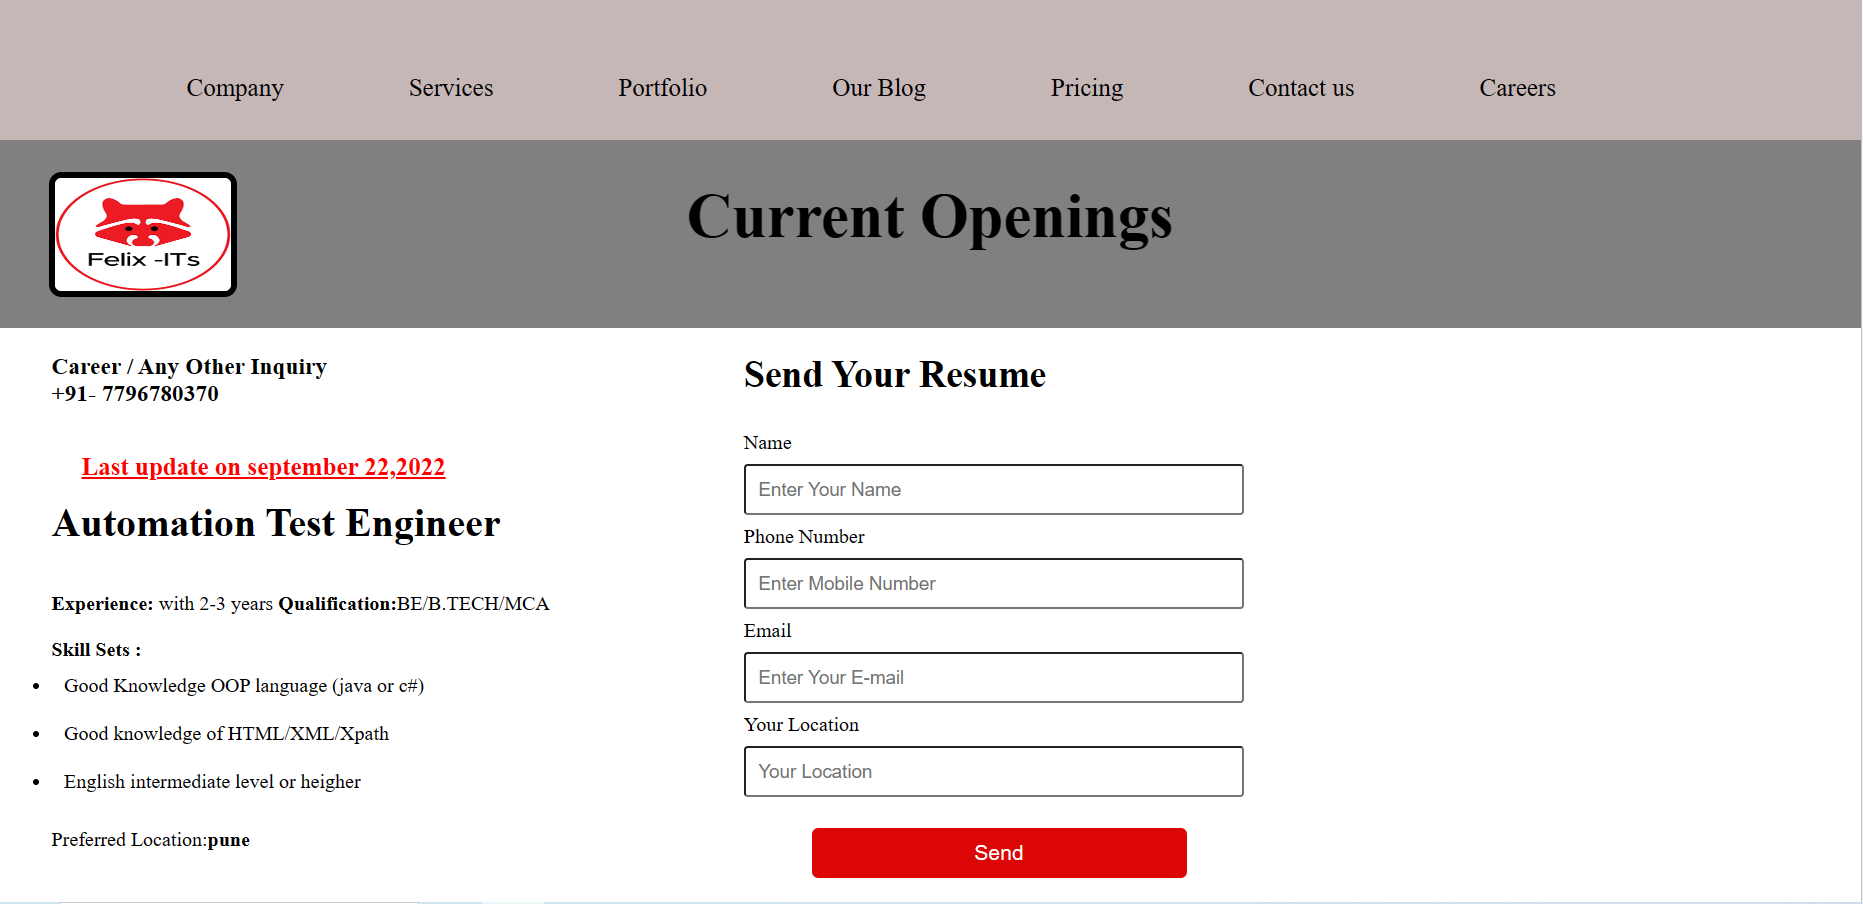 Company Services Portfolio Our Blog Pricing Contact us Careers
Felix -ITs
Current Openings
Career / Any Other Inquiry
+91- 7796780370
Last update on september 22,2022
Automation Test Engineer
Experience: with 2-3 years Qualification:BE/B.TECH/MCA
Skill Sets :
Good Knowledge OOP language (java or c#)
Good knowledge of HTML/XML/Xpath
English intermediate level or heigher
Preferred Location:pune
Send Your Resume
Name
Enter Your Name
Phone Number
Enter Mobile Number
Email
Enter Your E-mail
Your Location
Your Location
Send